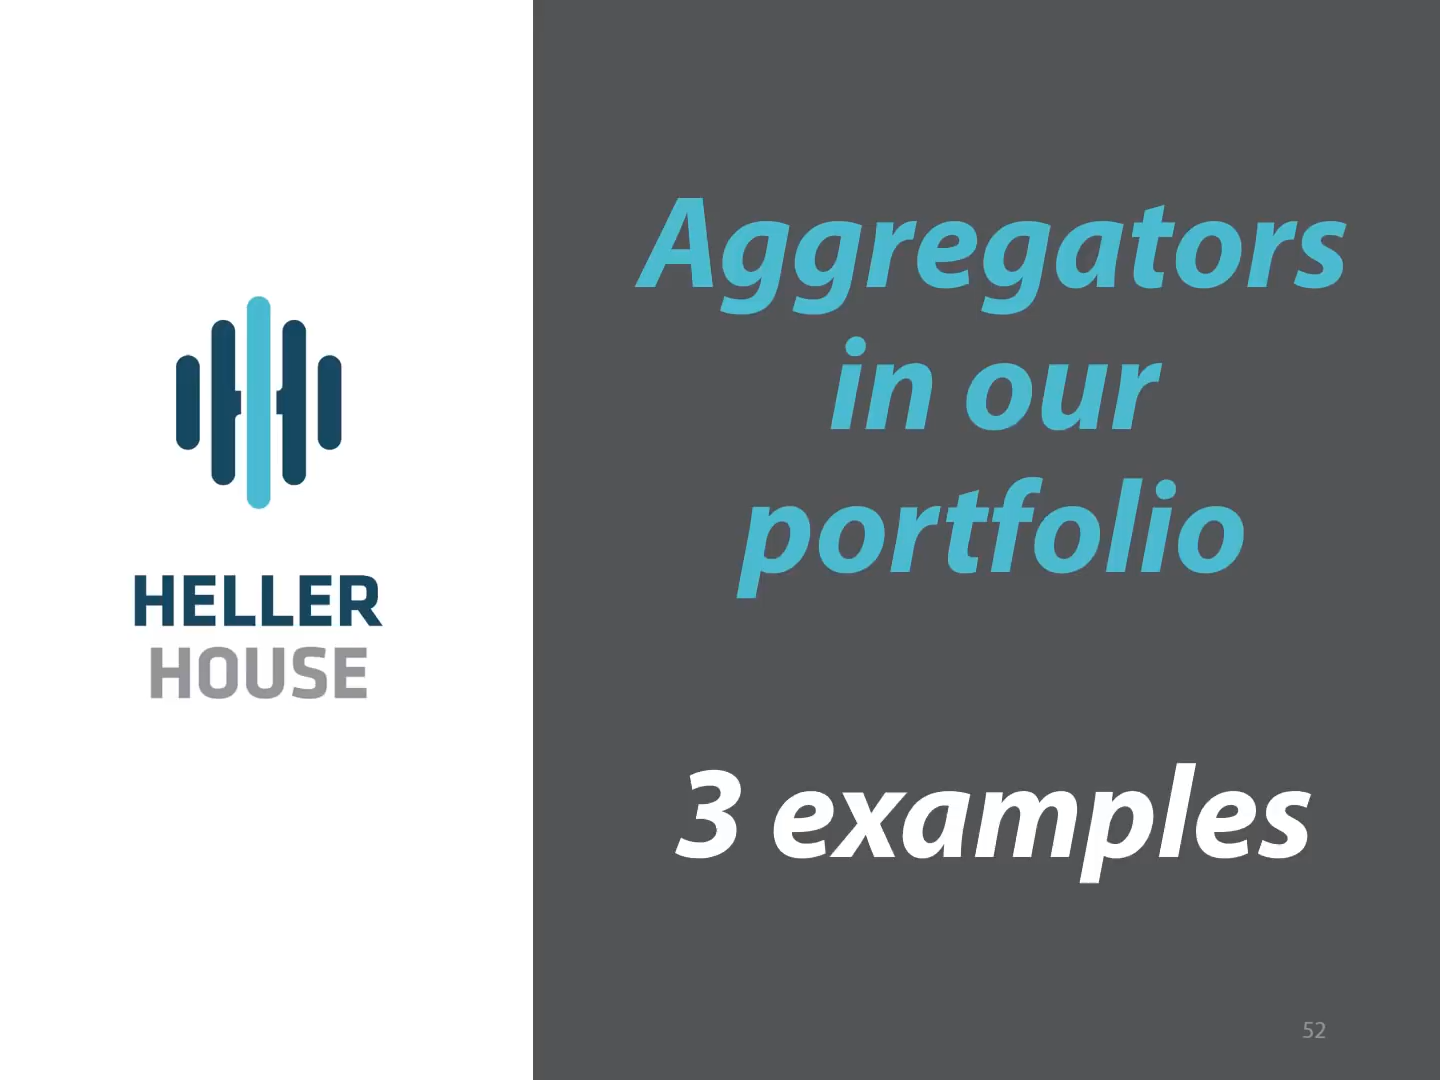 HELLER
HOUSE
Aggregators
in our
portfolio
3 examples
52